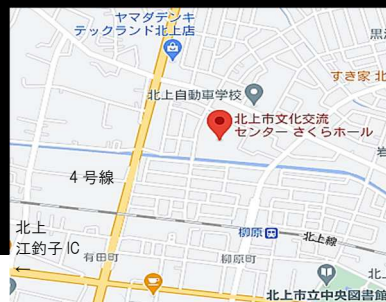 ヤマダデンキ
テックランド北上店
黒沢
すき家 北
北上自動車学校
北上市文化交流
センター さくらホール
4号線
柳原
北上線
北上
江釣子IC
←
有田町
柳原町
北上市立中央図書館